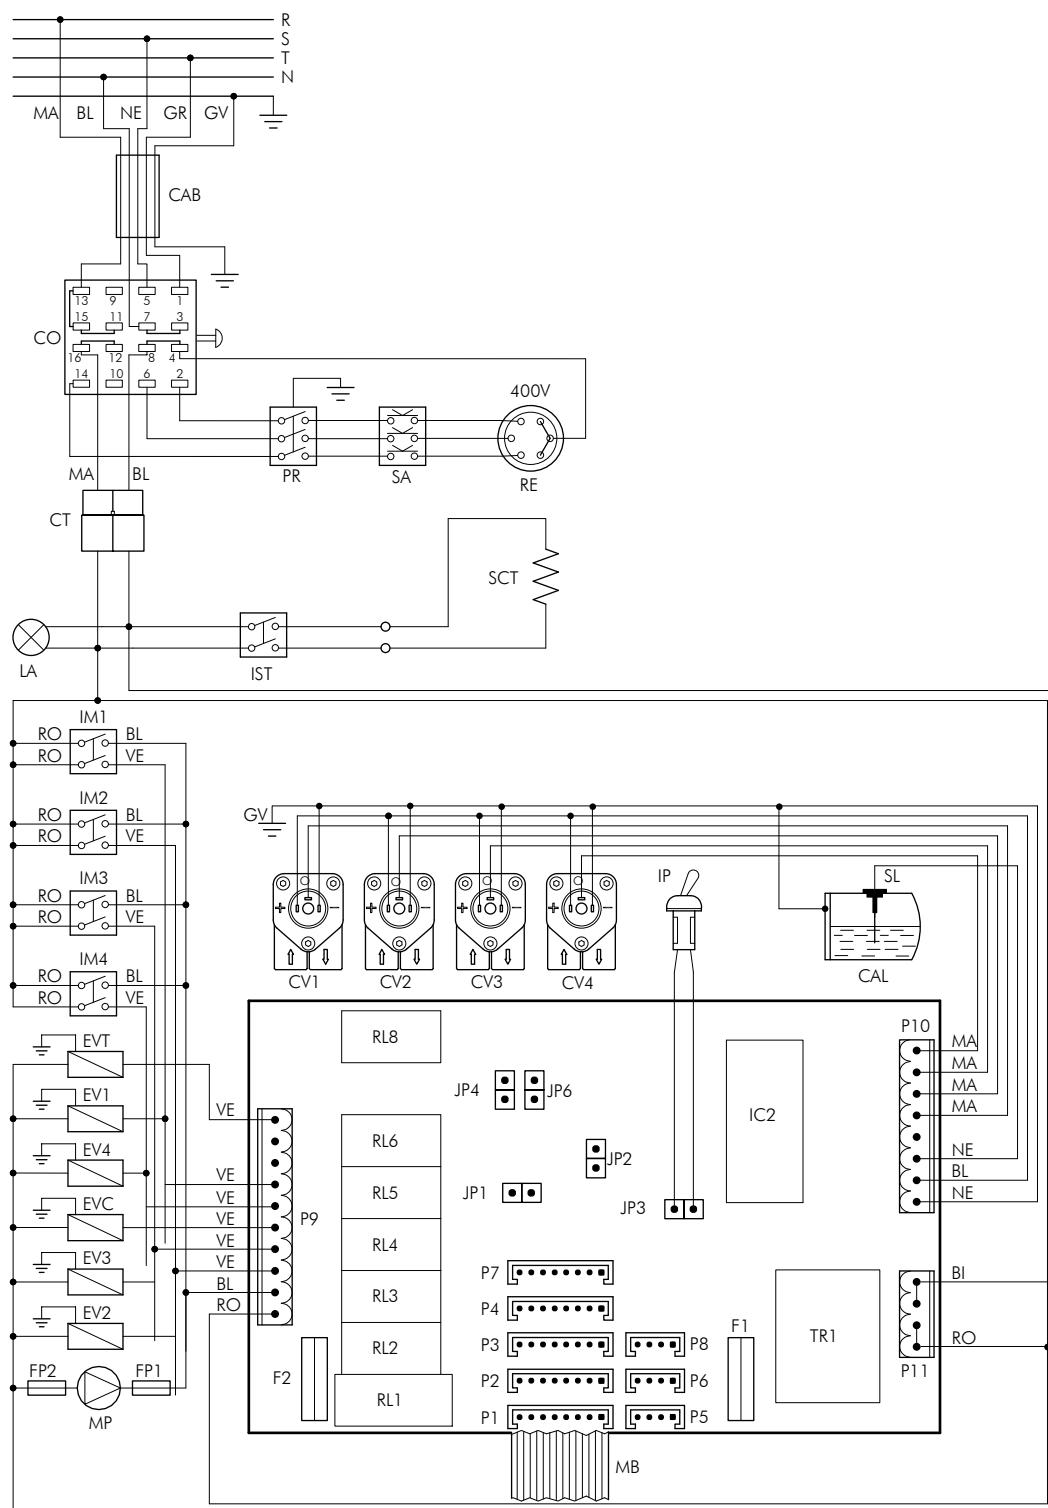 R
S
T
N
MA BL NE GR GV
CAB
13 9 5 1
15 11 7 3
CO
16 12 8 4
14 10 6 2
400V
PR SA RE
MA BL
CT
SCT
LA IST
IM1
RO BL
RO VE
IM2
RO BL
RO VE
IM3
RO BL
RO VE
IM4
RO BL
RO VE
GV
IP SL
CV1 CV2 CV3 CV4 CAL
EVT
EV1
EV4
EVC
EV3
EV2
FP2 FP1
MP
VE
VE
VE
VE
VE
VE
BL
RO
P9
F2
RL8
RL6
RL5
RL4
RL3
RL2
RL1
JP4 JP6
JP2
JP1
JP3
IC2
P10
MA
MA
MA
MA
NE
BL
NE
P7
P4
P3 P8
P2 P6
P1 P5
F1
TR1
BI
RO
P11
MB